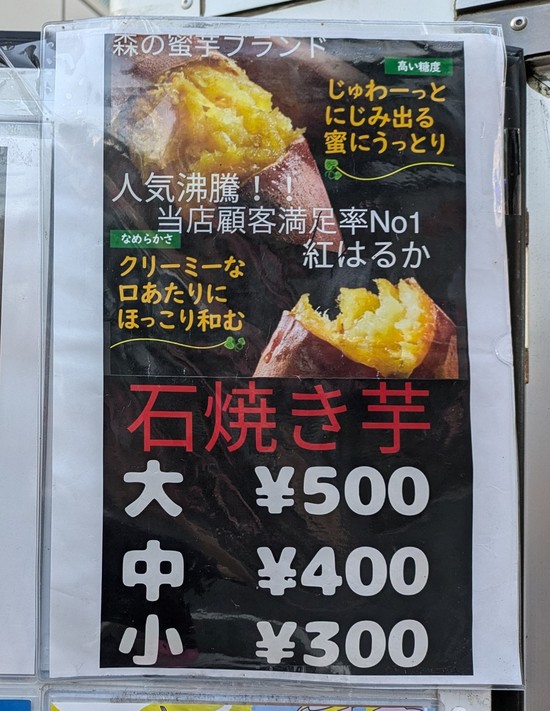 森の蜜芋ブランド
高い糖度
じゅわーっと
にじみ出る
蜜にうっとり
人気沸騰！！
当店顧客満足率No1
紅はるか
なめらかさ
クリーミーな
口あたりに
ほっこり和む
石焼き芋
大 ¥500
中 ¥400
小 ¥300